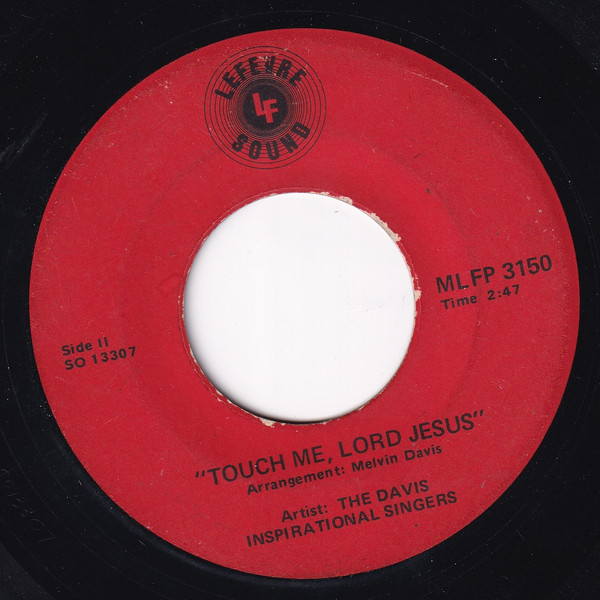 LEFEVRE
LF
SOUND
MLFP 3150
Time 2:47
Side II
SO 13307
"TOUCH ME, LORD JESUS"
Arrangement: Melvin Davis
Artist: THE DAVIS
INSPIRATIONAL SINGERS